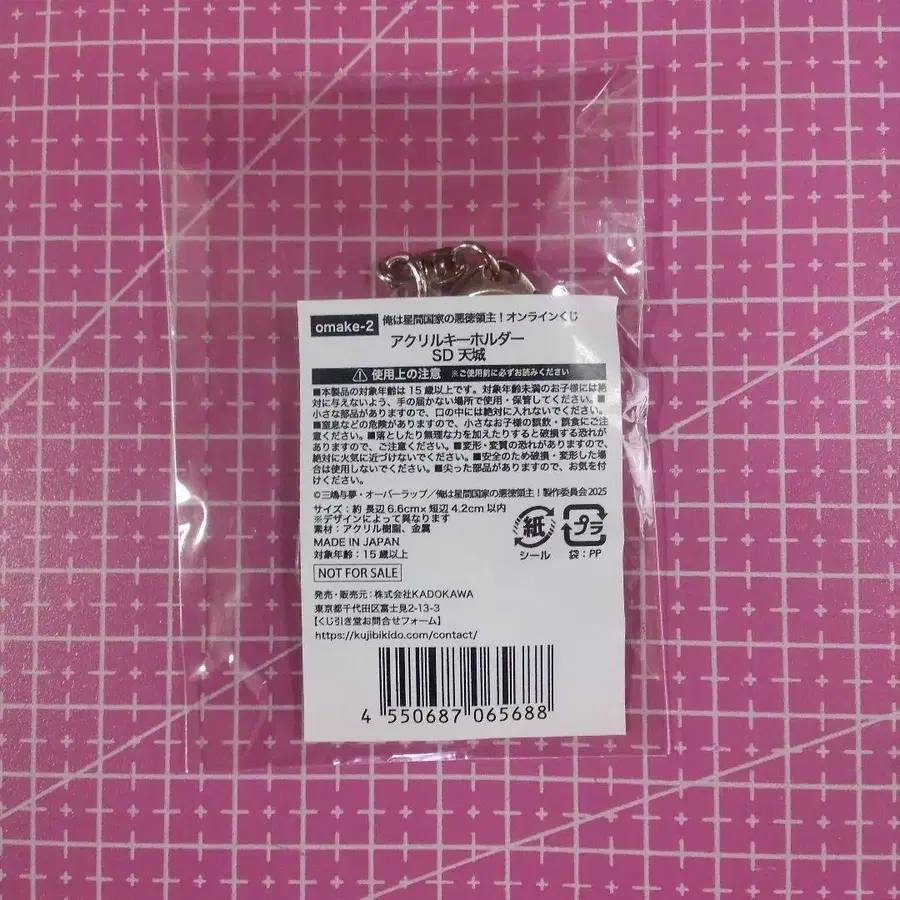 omake-2 俺は星間国家の悪徳領主！オンラインくじ
アクリルキーホルダー
SD 天城
使用上の注意 ※ご使用前に必ずお読みください
■本製品の対象年齢は15歳以上です。対象年齢未満のお子様には絶
対に与えないよう、手の届かない場所で使用・保管してください。■
小さな部品がありますので、口の中には絶対に入れないでください。
■窒息などの危険がありますので、小さなお子様の誤飲・誤食にご注
意ください。■落としたり無理な力を加えたりすると破損する恐れが
ありますので、ご注意ください。■変形・変質の恐れがありますので、
絶対に火気に近づけないでください。■安全のため破損・変形した場
合は使用しないでください。■尖った部品がありますので、お気を付
けください。
©三嶋与夢・オーバーラップ／俺は星間国家の悪徳領主！製作委員会2025
サイズ：約 長辺 6.6cm× 短辺 4.2cm 以内
※デザインによって異なります
素材：アクリル樹脂、金属
MADE IN JAPAN
対象年齢：15歳以上
紙 プラ
シール 袋：PP
NOT FOR SALE
発売・販売元：株式会社KADOKAWA
東京都千代田区富士見2-13-3
【くじ引き堂お問合せフォーム】
https://kujibikido.com/contact/
4 550687 065688